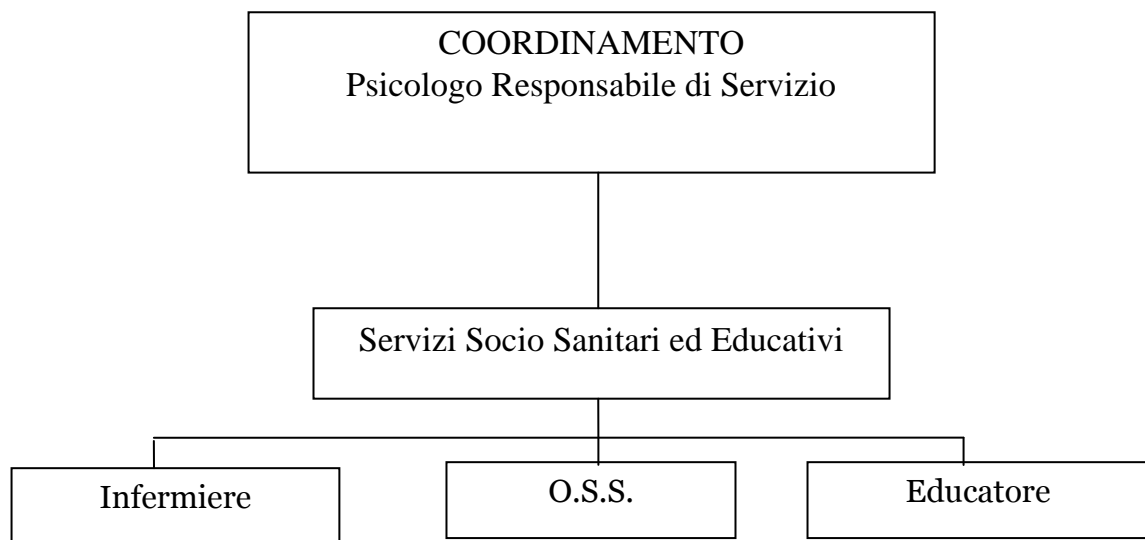 COORDINAMENTO
Psicologo Responsabile di Servizio
Servizi Socio Sanitari ed Educativi
Infermiere
O.S.S.
Educatore